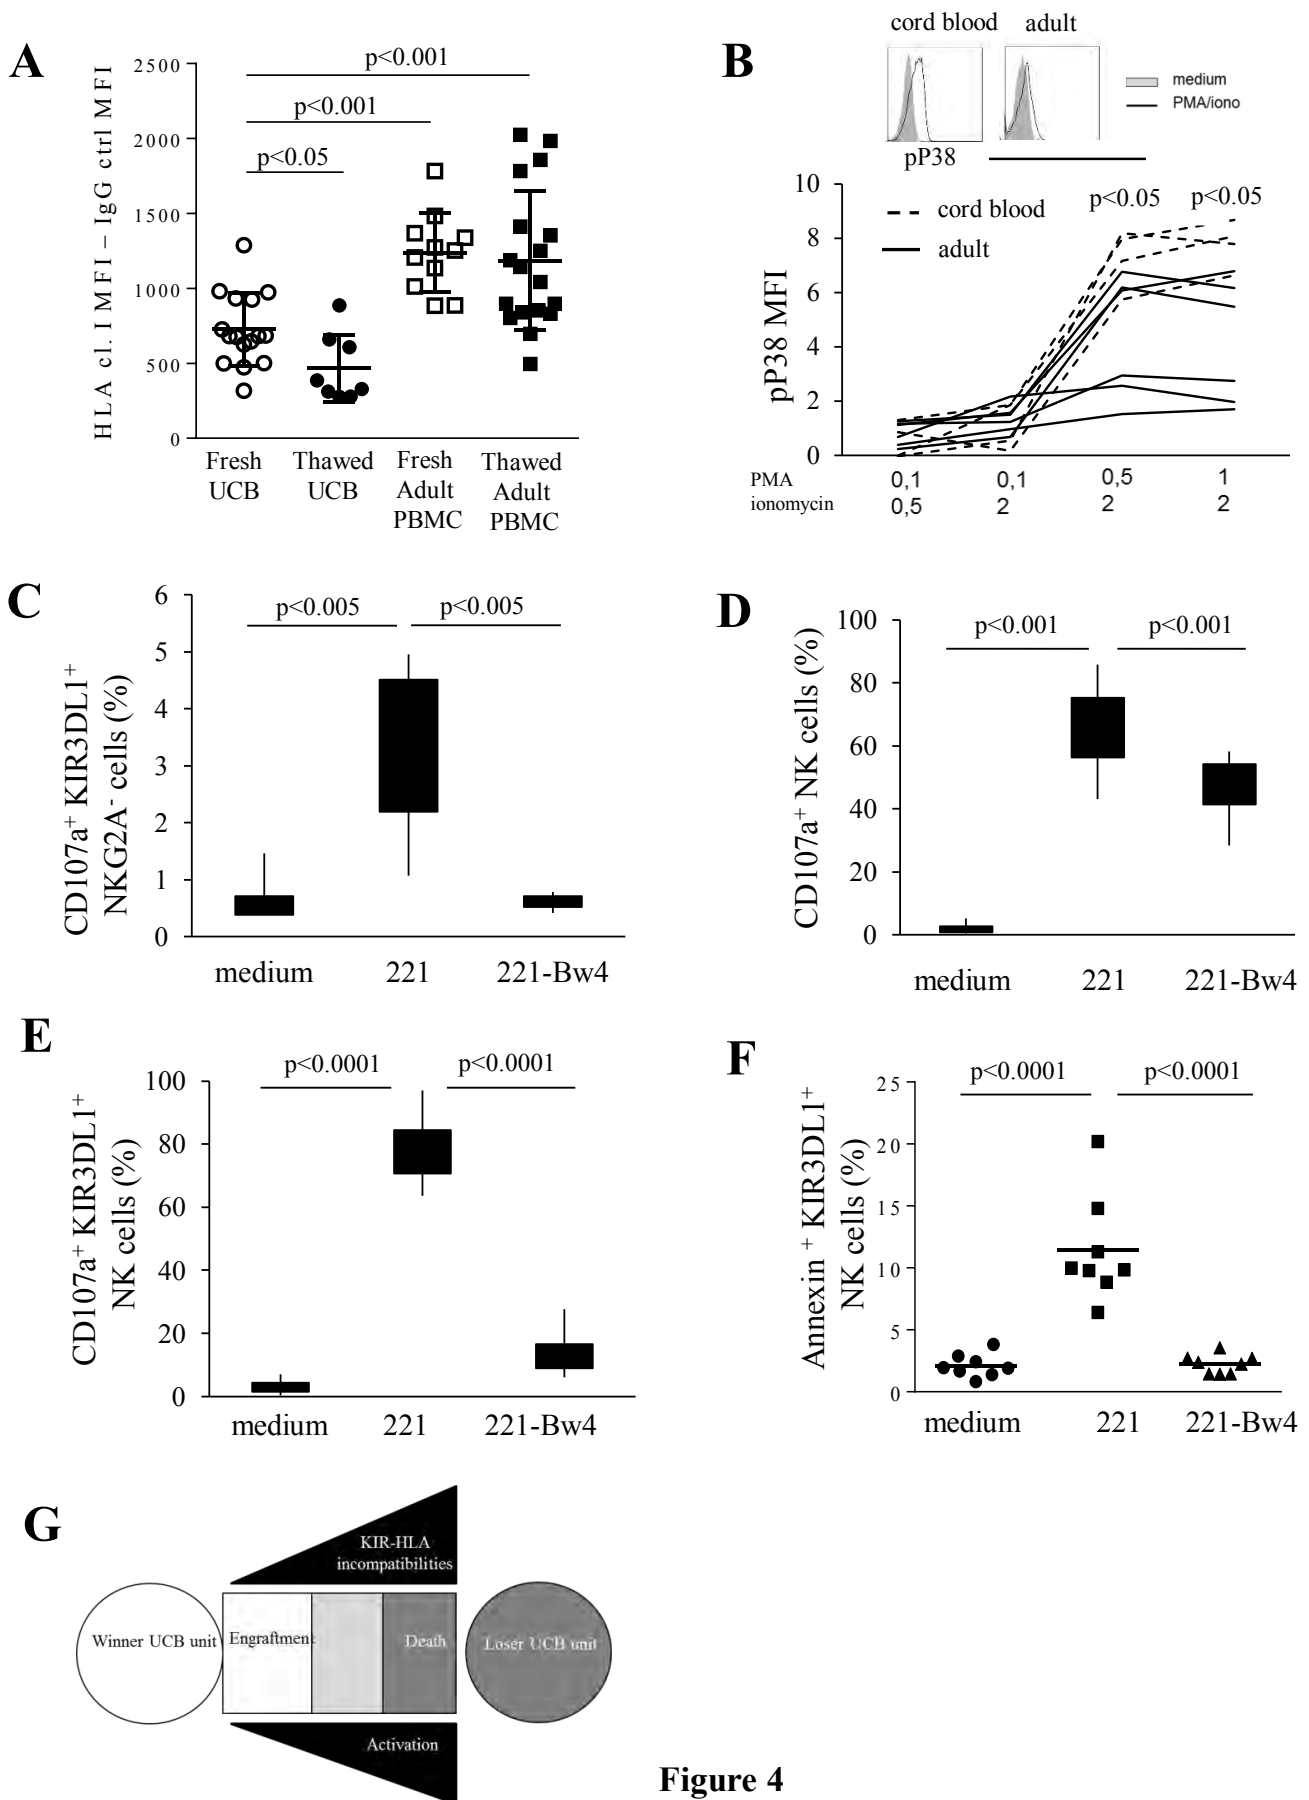 A
HLA cl. I MFI – IgG ctrl MFI
2500
2000
1500
1000
500
0
p<0.001
p<0.001
p<0.05
Fresh
UCB
Thawed
UCB
Fresh
Adult
PBMC
Thawed
Adult
PBMC
B
cord blood
adult
medium
PMA/iono
pP38
pP38 MFI
10
8
6
4
2
0
cord blood
adult
p<0.05
p<0.05
PMA 0,1 0,1 0,5 1
ionomycin 0,5 2 2 2
C
CD107a⁺ KIR3DL1⁺
NKG2A⁻ cells (%)
6
5
4
3
2
1
0
p<0.005
p<0.005
medium
221
221-Bw4
D
CD107a⁺ NK cells (%)
100
80
60
40
20
0
p<0.001
p<0.001
medium
221
221-Bw4
E
CD107a⁺ KIR3DL1⁺
NK cells (%)
100
80
60
40
20
0
p<0.0001
p<0.0001
medium
221
221-Bw4
F
Annexin ⁺ KIR3DL1⁺
NK cells (%)
25
20
15
10
5
0
p<0.0001
p<0.0001
medium
221
221-Bw4
G
KIR-HLA
incompatibilities
Winner UCB unit
Engraftment
Death
Loser UCB unit
Activation
Figure 4